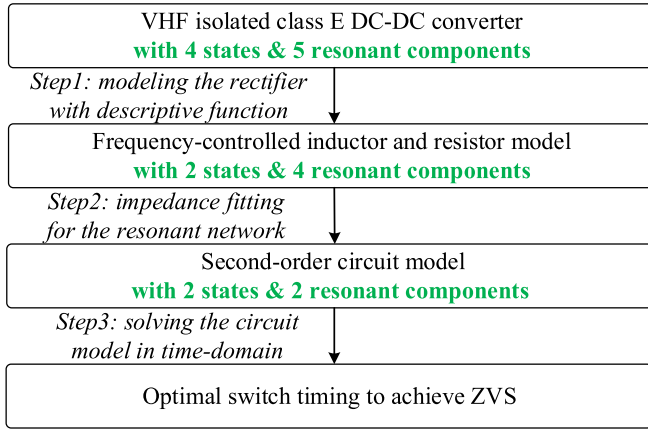 VHF isolated class E DC-DC converter
with 4 states & 5 resonant components
Step1: modeling the rectifier
with descriptive function
Frequency-controlled inductor and resistor model
with 2 states & 4 resonant components
Step2: impedance fitting
for the resonant network
Second-order circuit model
with 2 states & 2 resonant components
Step3: solving the circuit
model in time-domain
Optimal switch timing to achieve ZVS